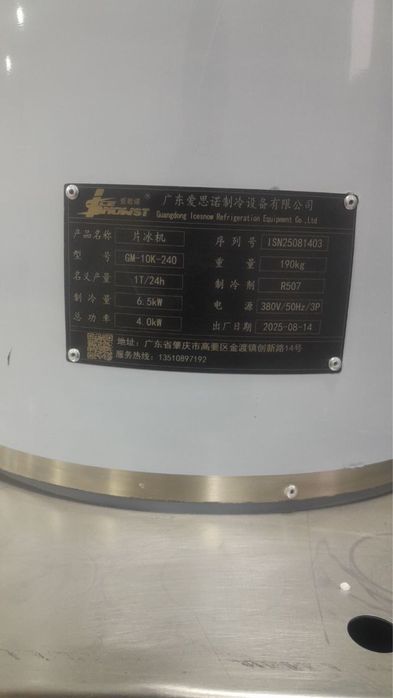 广东爱思诺制冷设备有限公司
Guangdong Icesnow Refrigeration Equipment Co.,Ltd
产品名称 片冰机 序列号 ISN25081403
型号 GM-10K-240 重量 190kg
名义产量 1T/24h 制冷剂 R507
制冷量 6.5kW 电源 380V/50Hz/3P
总功率 4.0kW 出厂日期 2025-08-14
地址: 广东省肇庆市高要区金渡镇创新路14号
服务热线: 13510897192